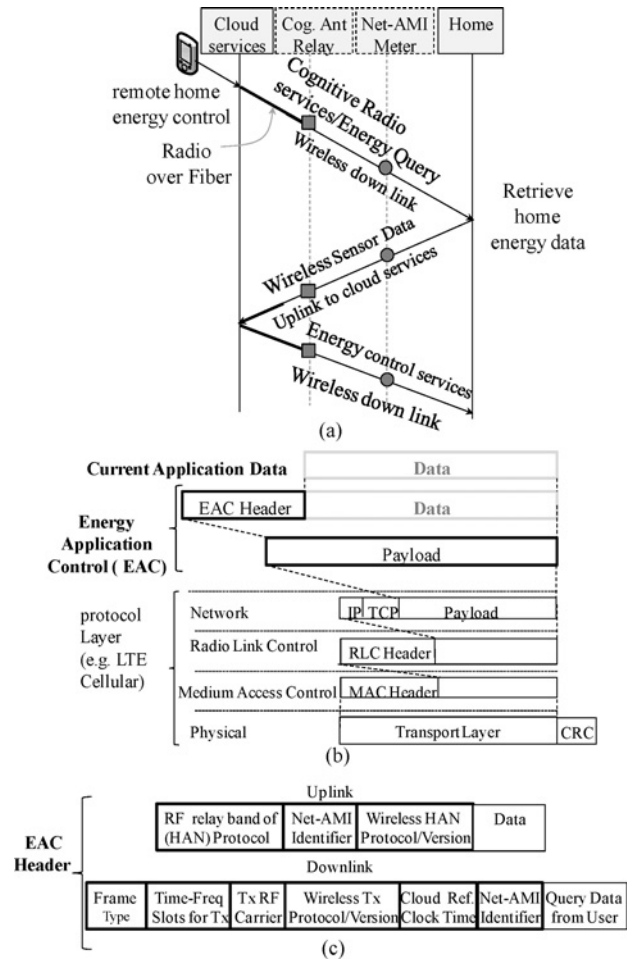 Cloud services
Cog. Ant Relay
Net-AMI Meter
Home
remote home
energy control
Radio
over Fiber
Cognitive Radio
services/Energy Query
Wireless down link
Retrieve
home
energy data
Wireless Sensor Data
Uplink to cloud services
Energy control services
Wireless down link
(a)
Current Application Data
Data
EAC Header
Data
Energy
Application
Control ( EAC)
Payload
protocol
Layer
(e.g. LTE
Cellular)
Network
IP TCP Payload
Radio Link Control
RLC Header
Medium Access Control
MAC Header
Physical
Transport Layer
CRC
(b)
Uplink
EAC
Header
RF relay band of
(HAN) Protocol
Net-AMI
Identifier
Wireless HAN
Protocol/Version
Data
Downlink
Frame
Type
Time-Freq
Slots for Tx
Tx RF
Carrier
Wireless Tx
Protocol/Version
Cloud Ref.
Clock Time
Net-AMI
Identifier
Query Data
from User
(c)